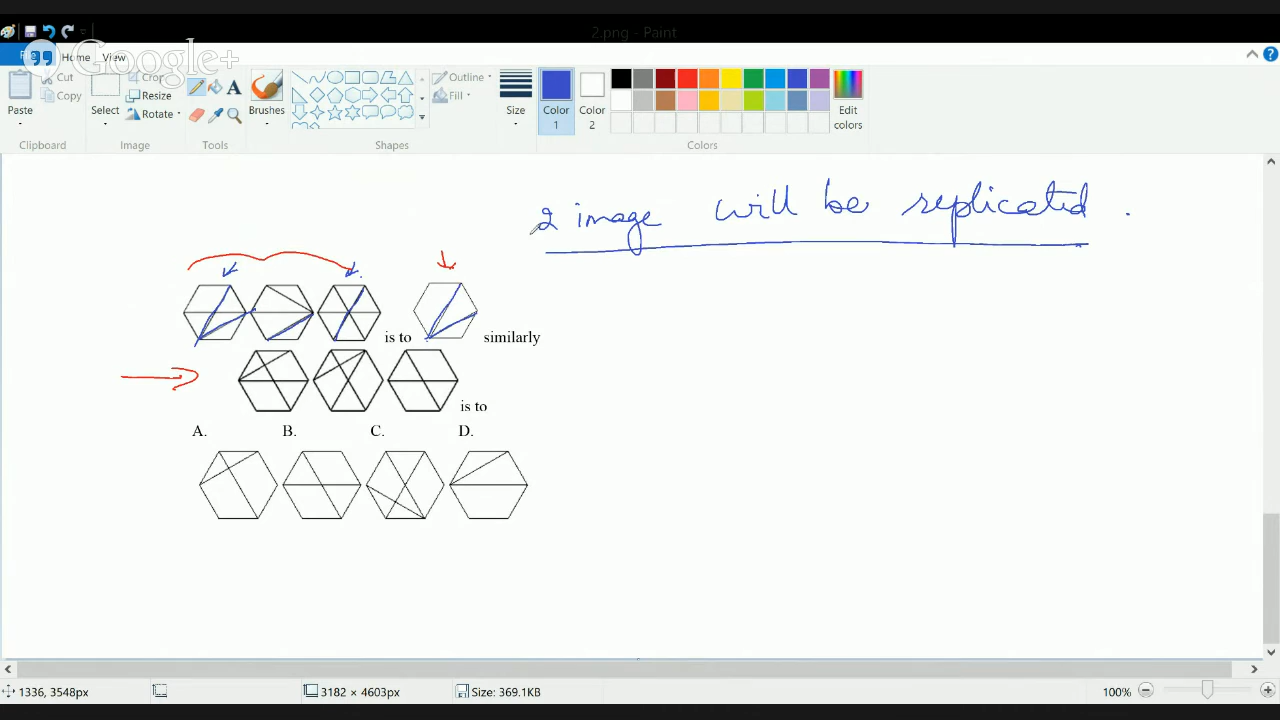 2.png - Paint
Google+
File Home View
Cut
Copy
Paste
Crop
Resize
Rotate
Select
Brushes
Outline
Fill
Size
Color 1
Color 2
Edit colors
Clipboard Image Tools Shapes Colors
2 image will be replicated.
is to similarly
is to
A. B. C. D.
1336, 3548px 3182 × 4603px Size: 369.1KB 100%